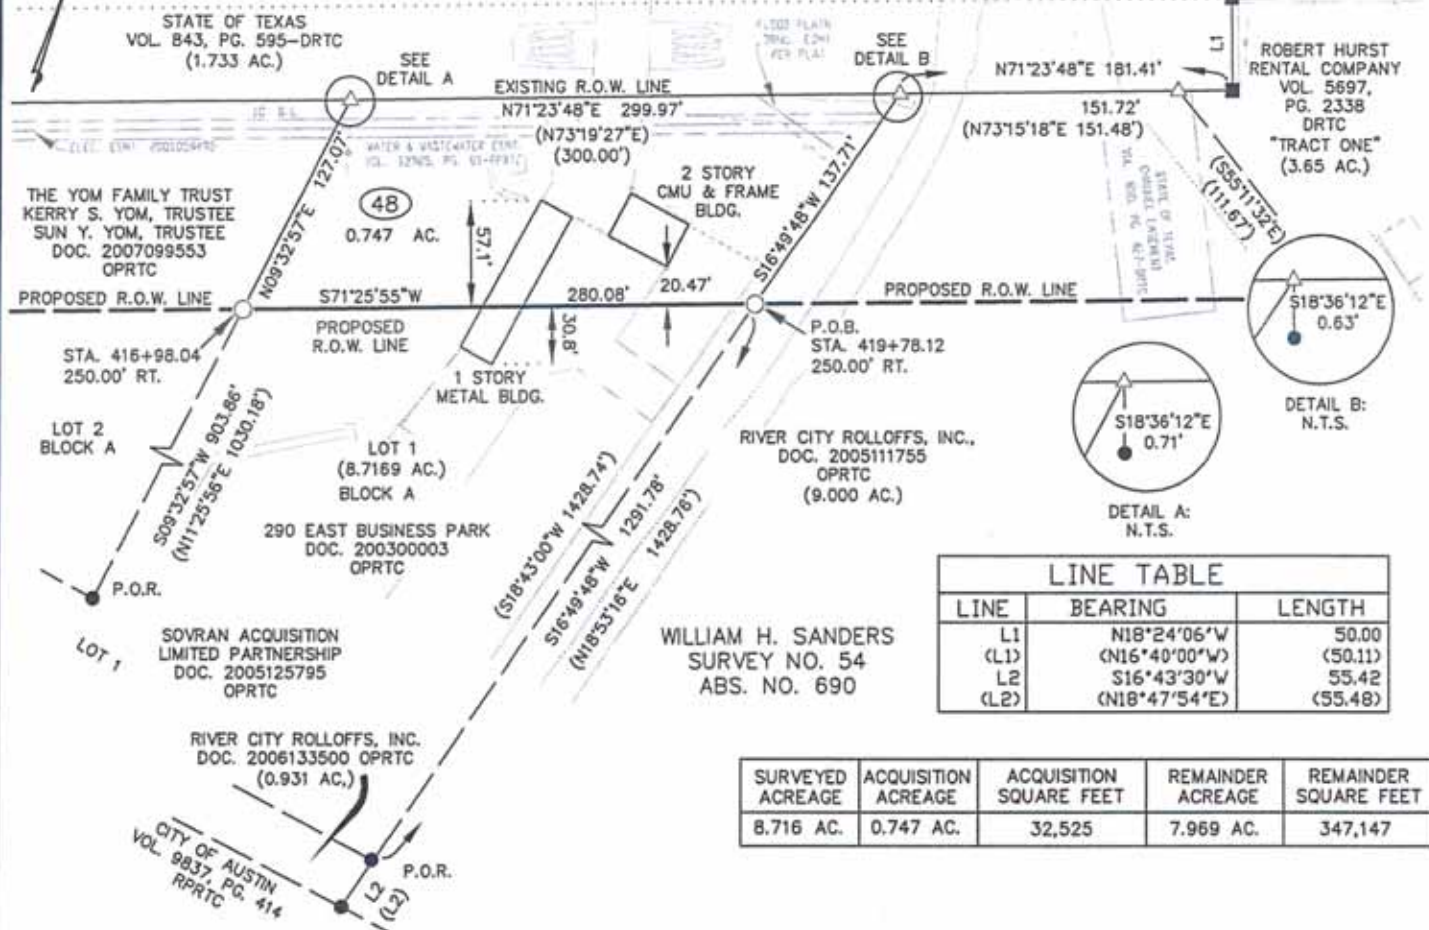 STATE OF TEXAS
VOL. 843, PG. 595-DRTC
(1.733 AC.)
SEE
DETAIL A
EXISTING R.O.W. LINE
N71°23'48"E 299.97'
(N73°19'27"E)
(300.00')
SEE
DETAIL B
N71°23'48"E 181.41'
L1
151.72'
(N73°15'18"E 151.48')
ROBERT HURST
RENTAL COMPANY
VOL. 5697,
PG. 2338
DRTC
"TRACT ONE"
(3.65 AC.)
FLOOD PLAIN
PER PLAT
WATER & WASTEWATER ESMT.
THE YOM FAMILY TRUST
KERRY S. YOM, TRUSTEE
SUN Y. YOM, TRUSTEE
DOC. 2007099553
OPRTC
N09°32'57"E 127.07'
48
0.747 AC.
57.1'
2 STORY
CMU & FRAME
BLDG.
S16°49'48"W 137.71'
(S55°11'32"E)
(111.67')
STATE OF TEXAS
PROPOSED R.O.W. LINE
S71°25'55"W
280.08'
20.47'
PROPOSED R.O.W. LINE
PROPOSED
R.O.W. LINE
30.8'
STA. 416+98.04
250.00' RT.
P.O.B.
STA. 419+78.12
250.00' RT.
1 STORY
METAL BLDG.
S18°36'12"E
0.63'
DETAIL B:
N.T.S.
S18°36'12"E
0.71'
DETAIL A:
N.T.S.
LOT 2
BLOCK A
S09°32'57"W 903.86'
(N11°25'56"E 1030.18')
LOT 1
(8.7169 AC.)
BLOCK A
290 EAST BUSINESS PARK
DOC. 200300003
OPRTC
RIVER CITY ROLLOFFS, INC.,
DOC. 2005111755
OPRTC
(9.000 AC.)
(S18°43'00"W 1428.74')
S16°49'48"W 1291.78'
(N18°53'16"E 1428.76')
P.O.R.
LOT 1
SOVRAN ACQUISITION
LIMITED PARTNERSHIP
DOC. 2005125795
OPRTC
WILLIAM H. SANDERS
SURVEY NO. 54
ABS. NO. 690
LINE TABLE
LINE BEARING LENGTH
L1 N18°24'06"W 50.00
(L1) (N16°40'00"W) (50.11)
L2 S16°43'30"W 55.42
(L2) (N18°47'54"E) (55.48)
RIVER CITY ROLLOFFS, INC.
DOC. 2006133500 OPRTC
(0.931 AC.)
CITY OF AUSTIN
VOL. 9837, PG. 414
RPRTC
P.O.R.
L2
(L2)
SURVEYED ACREAGE ACQUISITION ACREAGE ACQUISITION SQUARE FEET REMAINDER ACREAGE REMAINDER SQUARE FEET
8.716 AC. 0.747 AC. 32,525 7.969 AC. 347,147